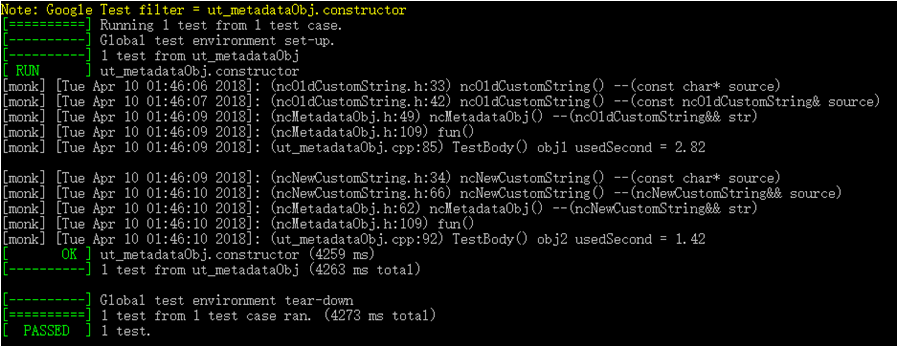 Note: Google Test filter = ut_metadataObj.constructor
[==========] Running 1 test from 1 test case.
[----------] Global test environment set-up.
[----------] 1 test from ut_metadataObj
[ RUN      ] ut_metadataObj.constructor
[monk] [Tue Apr 10 01:46:06 2018]: (ncOldCustomString.h:33) ncOldCustomString() --(const char* source)
[monk] [Tue Apr 10 01:46:07 2018]: (ncOldCustomString.h:42) ncOldCustomString() --(const ncOldCustomString& source)
[monk] [Tue Apr 10 01:46:09 2018]: (ncMetadataObj.h:49) ncMetadataObj() --(ncOldCustomString&& str)
[monk] [Tue Apr 10 01:46:09 2018]: (ncMetadataObj.h:109) fun()
[monk] [Tue Apr 10 01:46:09 2018]: (ut_metadataObj.cpp:85) TestBody() obj1 usedSecond = 2.82
[monk] [Tue Apr 10 01:46:09 2018]: (ncNewCustomString.h:34) ncNewCustomString() --(const char* source)
[monk] [Tue Apr 10 01:46:10 2018]: (ncNewCustomString.h:66) ncNewCustomString() --(ncNewCustomString&& source)
[monk] [Tue Apr 10 01:46:10 2018]: (ncMetadataObj.h:62) ncMetadataObj() --(ncNewCustomString&& str)
[monk] [Tue Apr 10 01:46:10 2018]: (ncMetadataObj.h:109) fun()
[monk] [Tue Apr 10 01:46:10 2018]: (ut_metadataObj.cpp:92) TestBody() obj2 usedSecond = 1.42
[       OK ] ut_metadataObj.constructor (4259 ms)
[----------] 1 test from ut_metadataObj (4263 ms total)
[----------] Global test environment tear-down
[==========] 1 test from 1 test case ran. (4273 ms total)
[  PASSED  ] 1 test.